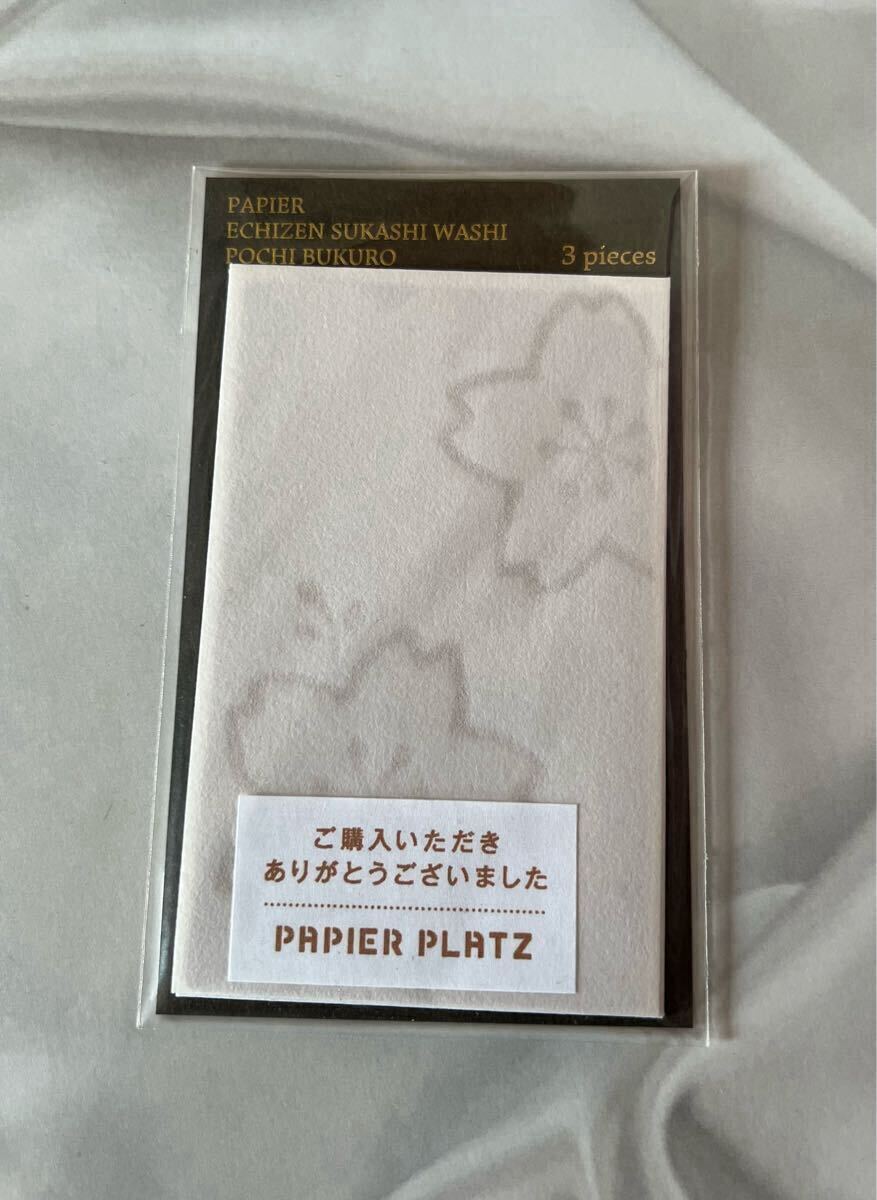 PAPIER
ECHIZEN SUKASHI WASHI
POCHI BUKURO
3 pieces
ご購入いただき
ありがとうございました
PAPIER PLATZ